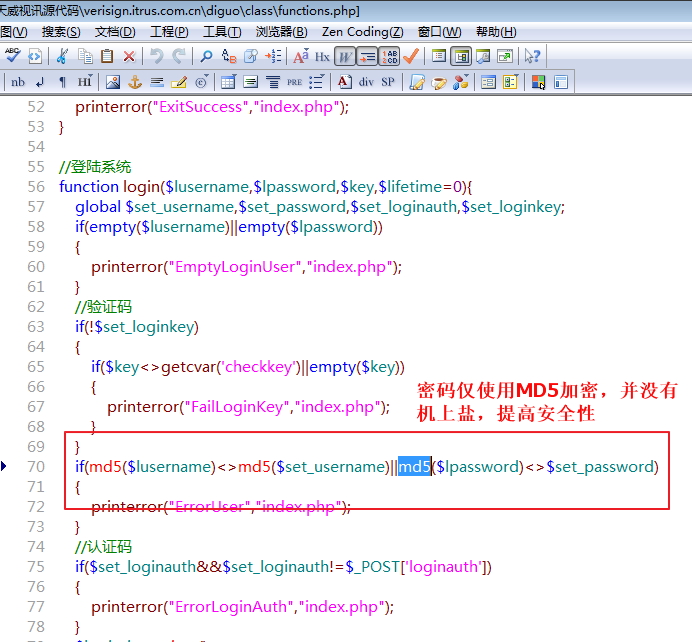 天威视讯源代码\verisign.itrus.com.cn\diguo\class\functions.php]
图(V) 搜索(S) 文档(D) 工程(P) 工具(T) 浏览器(B) Zen Coding(Z) 窗口(W) 帮助(H)
ABC Hx W
nb HI PRE A div SP
52 printerror("ExitSuccess","index.php");
53 }
54
55 //登陆系统
56 function login($lusername,$lpassword,$key,$lifetime=0){
57 global $set_username,$set_password,$set_loginauth,$set_loginkey;
58 if(empty($lusername)||empty($lpassword))
59 {
60 printerror("EmptyLoginUser","index.php");
61 }
62 //验证码
63 if(!$set_loginkey)
64 {
65 if($key<>getcvar('checkkey')||empty($key))
66 {
67 printerror("FailLoginKey","index.php");
68 }
69 }
密码仅使用MD5加密，并没有
机上盐，提高安全性
70 if(md5($lusername)<>md5($set_username)||md5($lpassword)<>$set_password)
71 {
72 printerror("ErrorUser","index.php");
73 }
74 //认证码
75 if($set_loginauth&&$set_loginauth!=$_POST['loginauth'])
76 {
77 printerror("ErrorLoginAuth","index.php");
78 }